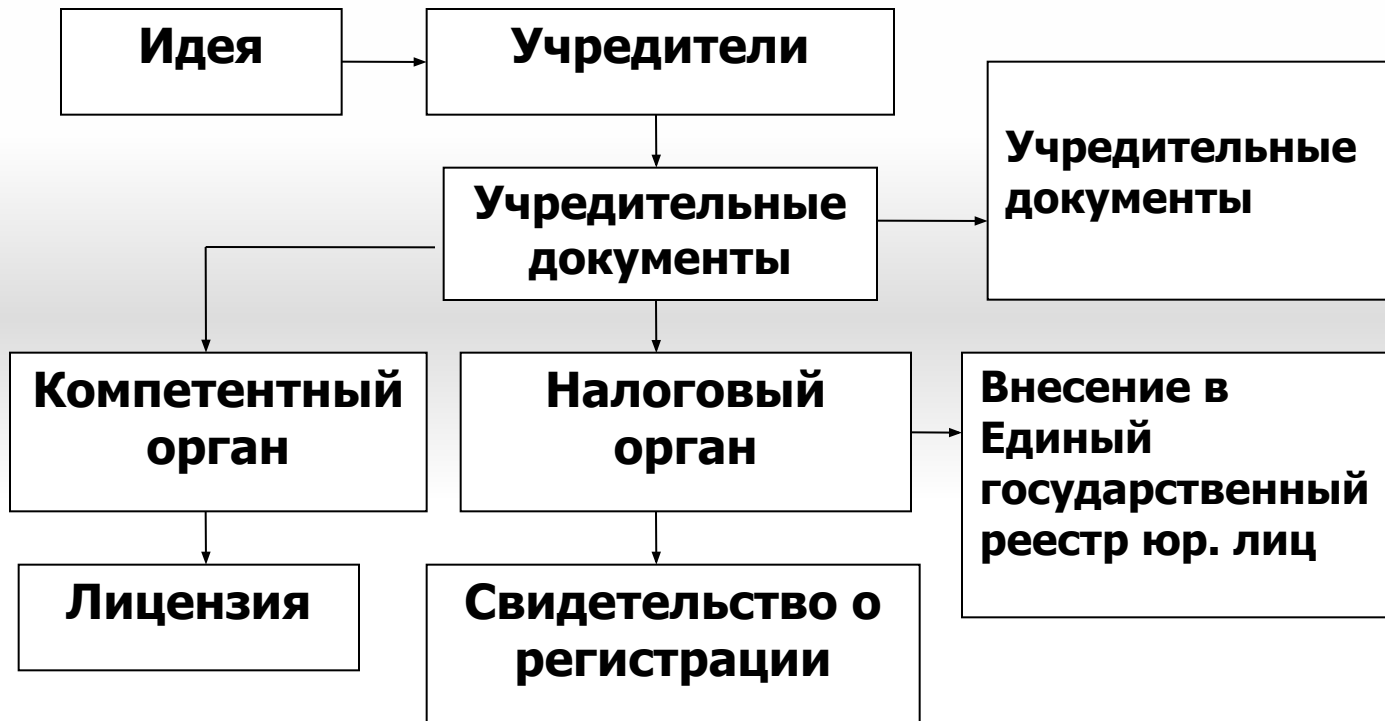 Идея
Учредители
Учредительные
документы
Учредительные
документы
Компетентный
орган
Налоговый
орган
Внесение в
Единый
государственный
реестр юр. лиц
Лицензия
Свидетельство о
регистрации